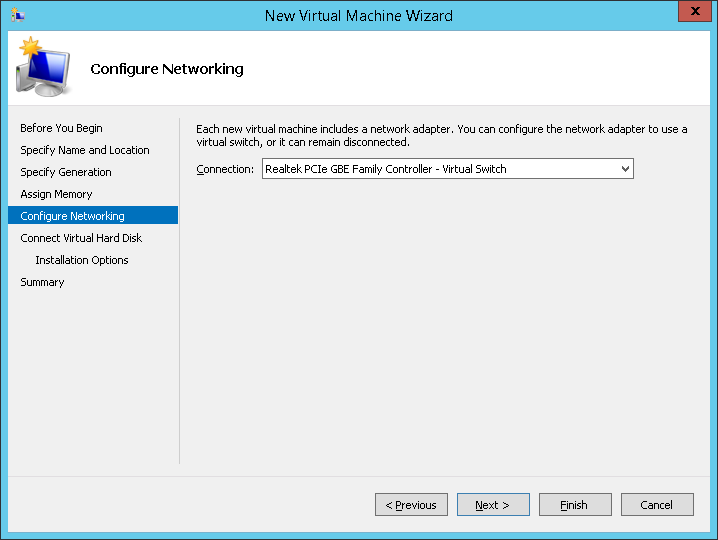 New Virtual Machine Wizard
x
Configure Networking
Before You Begin
Specify Name and Location
Specify Generation
Assign Memory
Configure Networking
Connect Virtual Hard Disk
Installation Options
Summary
Each new virtual machine includes a network adapter. You can configure the network adapter to use a
virtual switch, or it can remain disconnected.
Connection: Realtek PCIe GBE Family Controller - Virtual Switch
< Previous Next > Finish Cancel